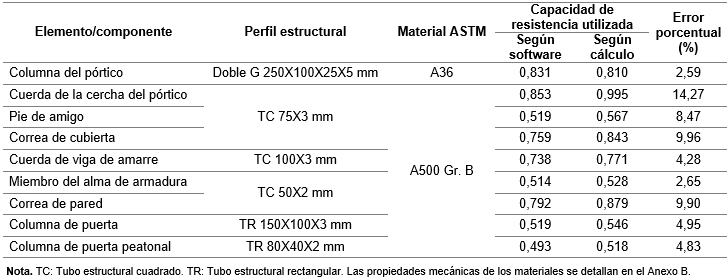 Elemento/componente Perfil estructural Material ASTM Capacidad de resistencia utilizada Error porcentual (%)
Según software Según cálculo
Columna del pórtico Doble G 250X100X25X5 mm A36 0,831 0,810 2,59
Cuerda de la cercha del pórtico TC 75X3 mm A500 Gr. B 0,853 0,995 14,27
Pie de amigo 0,519 0,567 8,47
Correa de cubierta 0,759 0,843 9,96
Cuerda de viga de amarre TC 100X3 mm 0,738 0,771 4,28
Miembro del alma de armadura TC 50X2 mm 0,514 0,528 2,65
Correa de pared 0,792 0,879 9,90
Columna de puerta TR 150X100X3 mm 0,519 0,546 4,95
Columna de puerta peatonal TR 80X40X2 mm 0,493 0,518 4,83
Nota. TC: Tubo estructural cuadrado. TR: Tubo estructural rectangular. Las propiedades mecánicas de los materiales se detallan en el Anexo B.